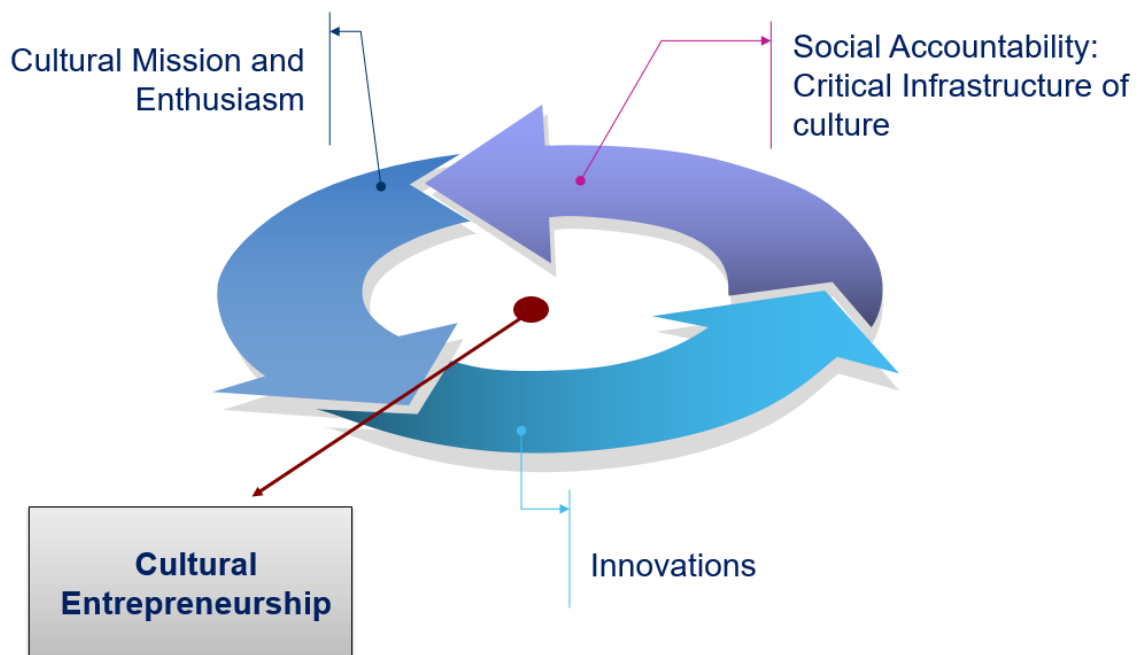 Cultural Mission and
Enthusiasm
Social Accountability:
Critical Infrastructure of
culture
Innovations
Cultural
Entrepreneurship